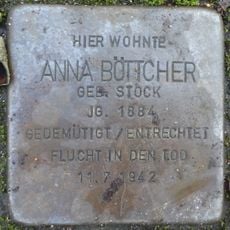 HIER WOHNTE
ANNA BÖTTCHER
GEB. STOCK
JG. 1884
GEDEMÜTIGT / ENTRECHTET
FLUCHT IN DEN TOD
11.7.1942